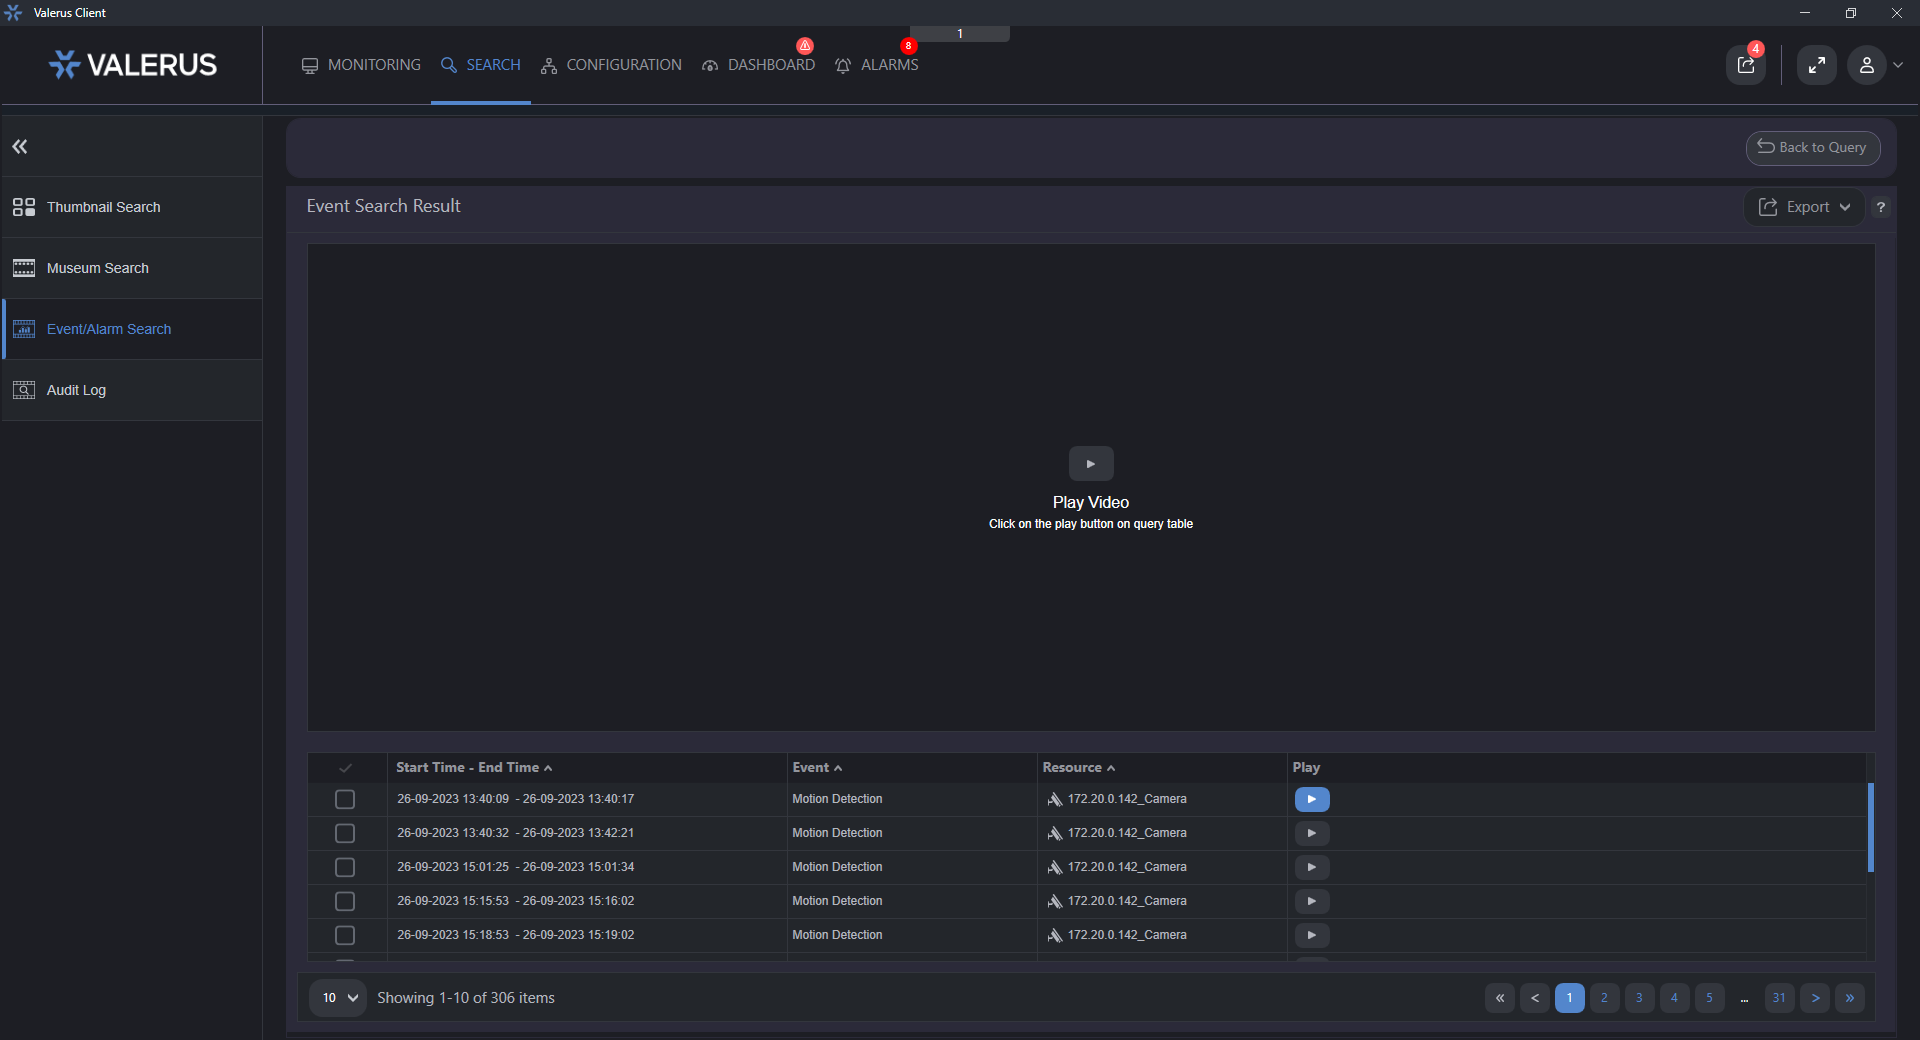 Valerus Client
1
VALERUS
MONITORING
SEARCH
CONFIGURATION
DASHBOARD
8
ALARMS
4
Back to Query
Thumbnail Search
Museum Search
Event/Alarm Search
Audit Log
Event Search Result
Export
?
Play Video
Click on the play button on query table
Start Time - End Time Event Resource Play
26-09-2023 13:40:09 - 26-09-2023 13:40:17 Motion Detection 172.20.0.142_Camera
26-09-2023 13:40:32 - 26-09-2023 13:42:21 Motion Detection 172.20.0.142_Camera
26-09-2023 15:01:25 - 26-09-2023 15:01:34 Motion Detection 172.20.0.142_Camera
26-09-2023 15:15:53 - 26-09-2023 15:16:02 Motion Detection 172.20.0.142_Camera
26-09-2023 15:18:53 - 26-09-2023 15:19:02 Motion Detection 172.20.0.142_Camera
10 Showing 1-10 of 306 items « < 1 2 3 4 5 ... 31 > »